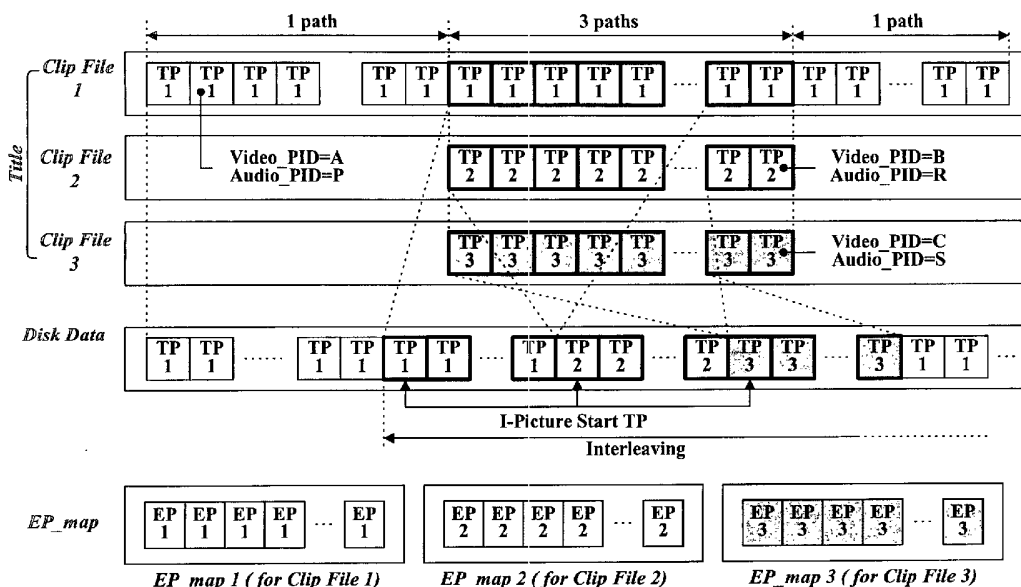 1 path 3 paths 1 path
Title
Clip File 1
TP 1 TP 1 TP 1 TP 1 TP 1 TP 1 TP 1 TP 1 TP 1 TP 1 TP 1 ..... TP 1 TP 1 TP 1 TP 1 ..... TP 1 TP 1
Video_PID=A
Audio_PID=P
Clip File 2
TP 2 TP 2 TP 2 TP 2 TP 2 ..... TP 2 TP 2
Video_PID=B
Audio_PID=R
Clip File 3
TP 3 TP 3 TP 3 TP 3 TP 3 ..... TP 3 TP 3
Video_PID=C
Audio_PID=S
Disk Data
TP 1 TP 1 ..... TP 1 TP 1 TP 1 TP 1 ..... TP 1 TP 2 TP 2 ..... TP 2 TP 3 TP 3 ..... TP 3 TP 1 TP 1 ...
I-Picture Start TP
Interleaving
EP_map
EP 1 EP 1 EP 1 EP 1 ... EP 1
EP 2 EP 2 EP 2 EP 2 ... EP 2
EP 3 EP 3 EP 3 EP 3 ... EP 3
EP_map 1 ( for Clip File 1) EP_map 2 ( for Clip File 2) EP_map 3 ( for Clip File 3)